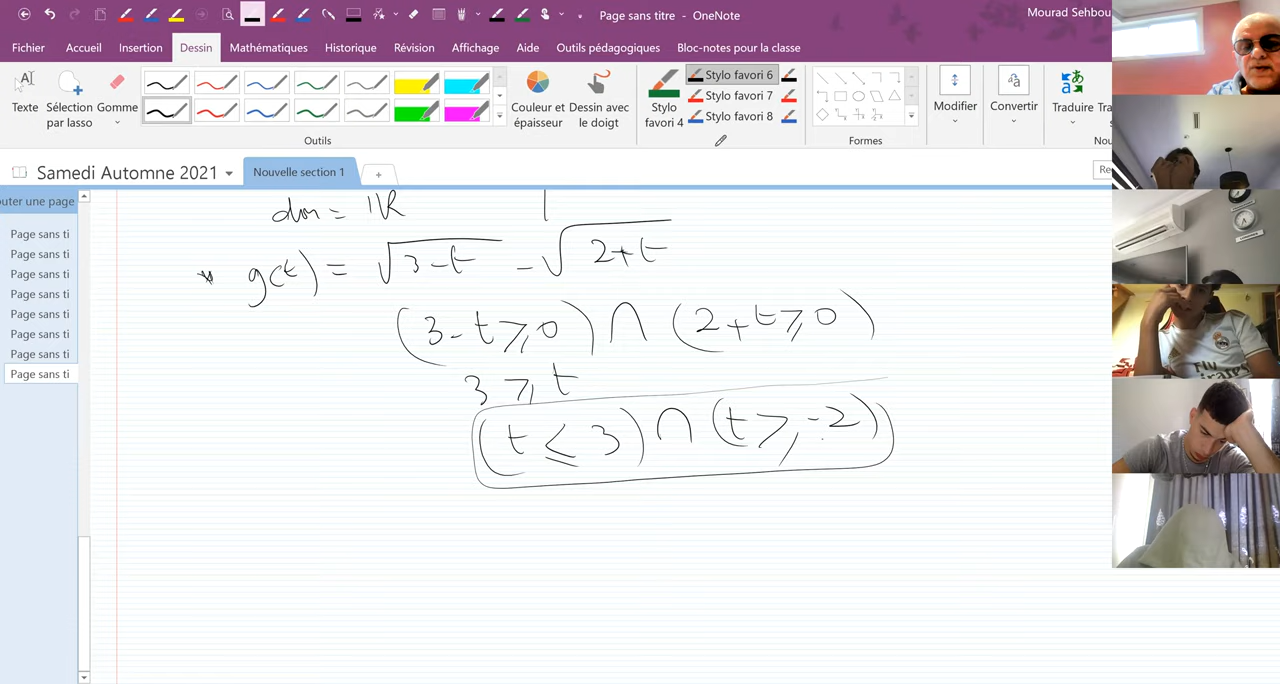 Page sans titre - OneNote
Mourad Sehbou
Fichier Accueil Insertion Dessin Mathématiques Historique Révision Affichage Aide Outils pédagogiques Bloc-notes pour la classe
Texte
Sélection par lasso
Gomme
Couleur et épaisseur
Dessin avec le doigt
Stylo favori 4
Stylo favori 6
Stylo favori 7
Stylo favori 8
Modifier
Convertir
Traduire
Tra
Outils
Formes
Nou
Samedi Automne 2021
Nouvelle section 1
Re
outer une page
Page sans ti
Page sans ti
Page sans ti
Page sans ti
Page sans ti
Page sans ti
Page sans ti
Page sans ti
dm = ℝ
* g(t) = √3-t - √2+t
(3-t ≥ 0) ∩ (2+t ≥ 0)
3 ≥ t
(t ≤ 3) ∩ (t ≥ -2)